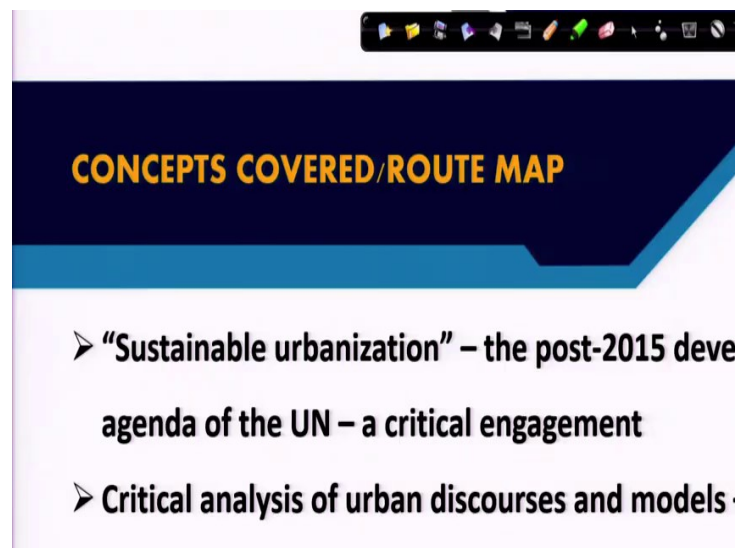 CONCEPTS COVERED/ROUTE MAP
➢ “Sustainable urbanization” – the post-2015 deve
agenda of the UN – a critical engagement
➢ Critical analysis of urban discourses and models -